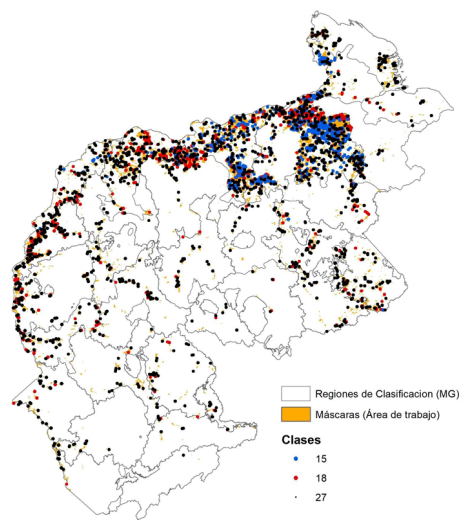 Regiones de Clasificacion (MG)
Máscaras (Área de trabajo)
Clases
15
18
27